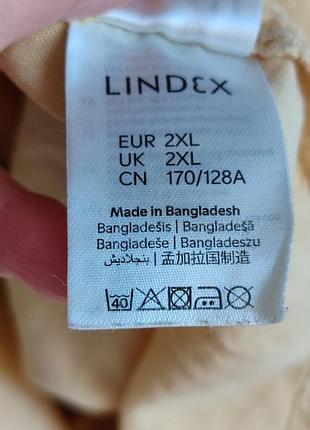 LINDEX
EUR 2XL
UK 2XL
CN 170/128A
Made in Bangladesh
Bangladešis | Bangladešā
Bangladeše | Bangladeszu
بنجلاديش | 孟加拉国制造
40